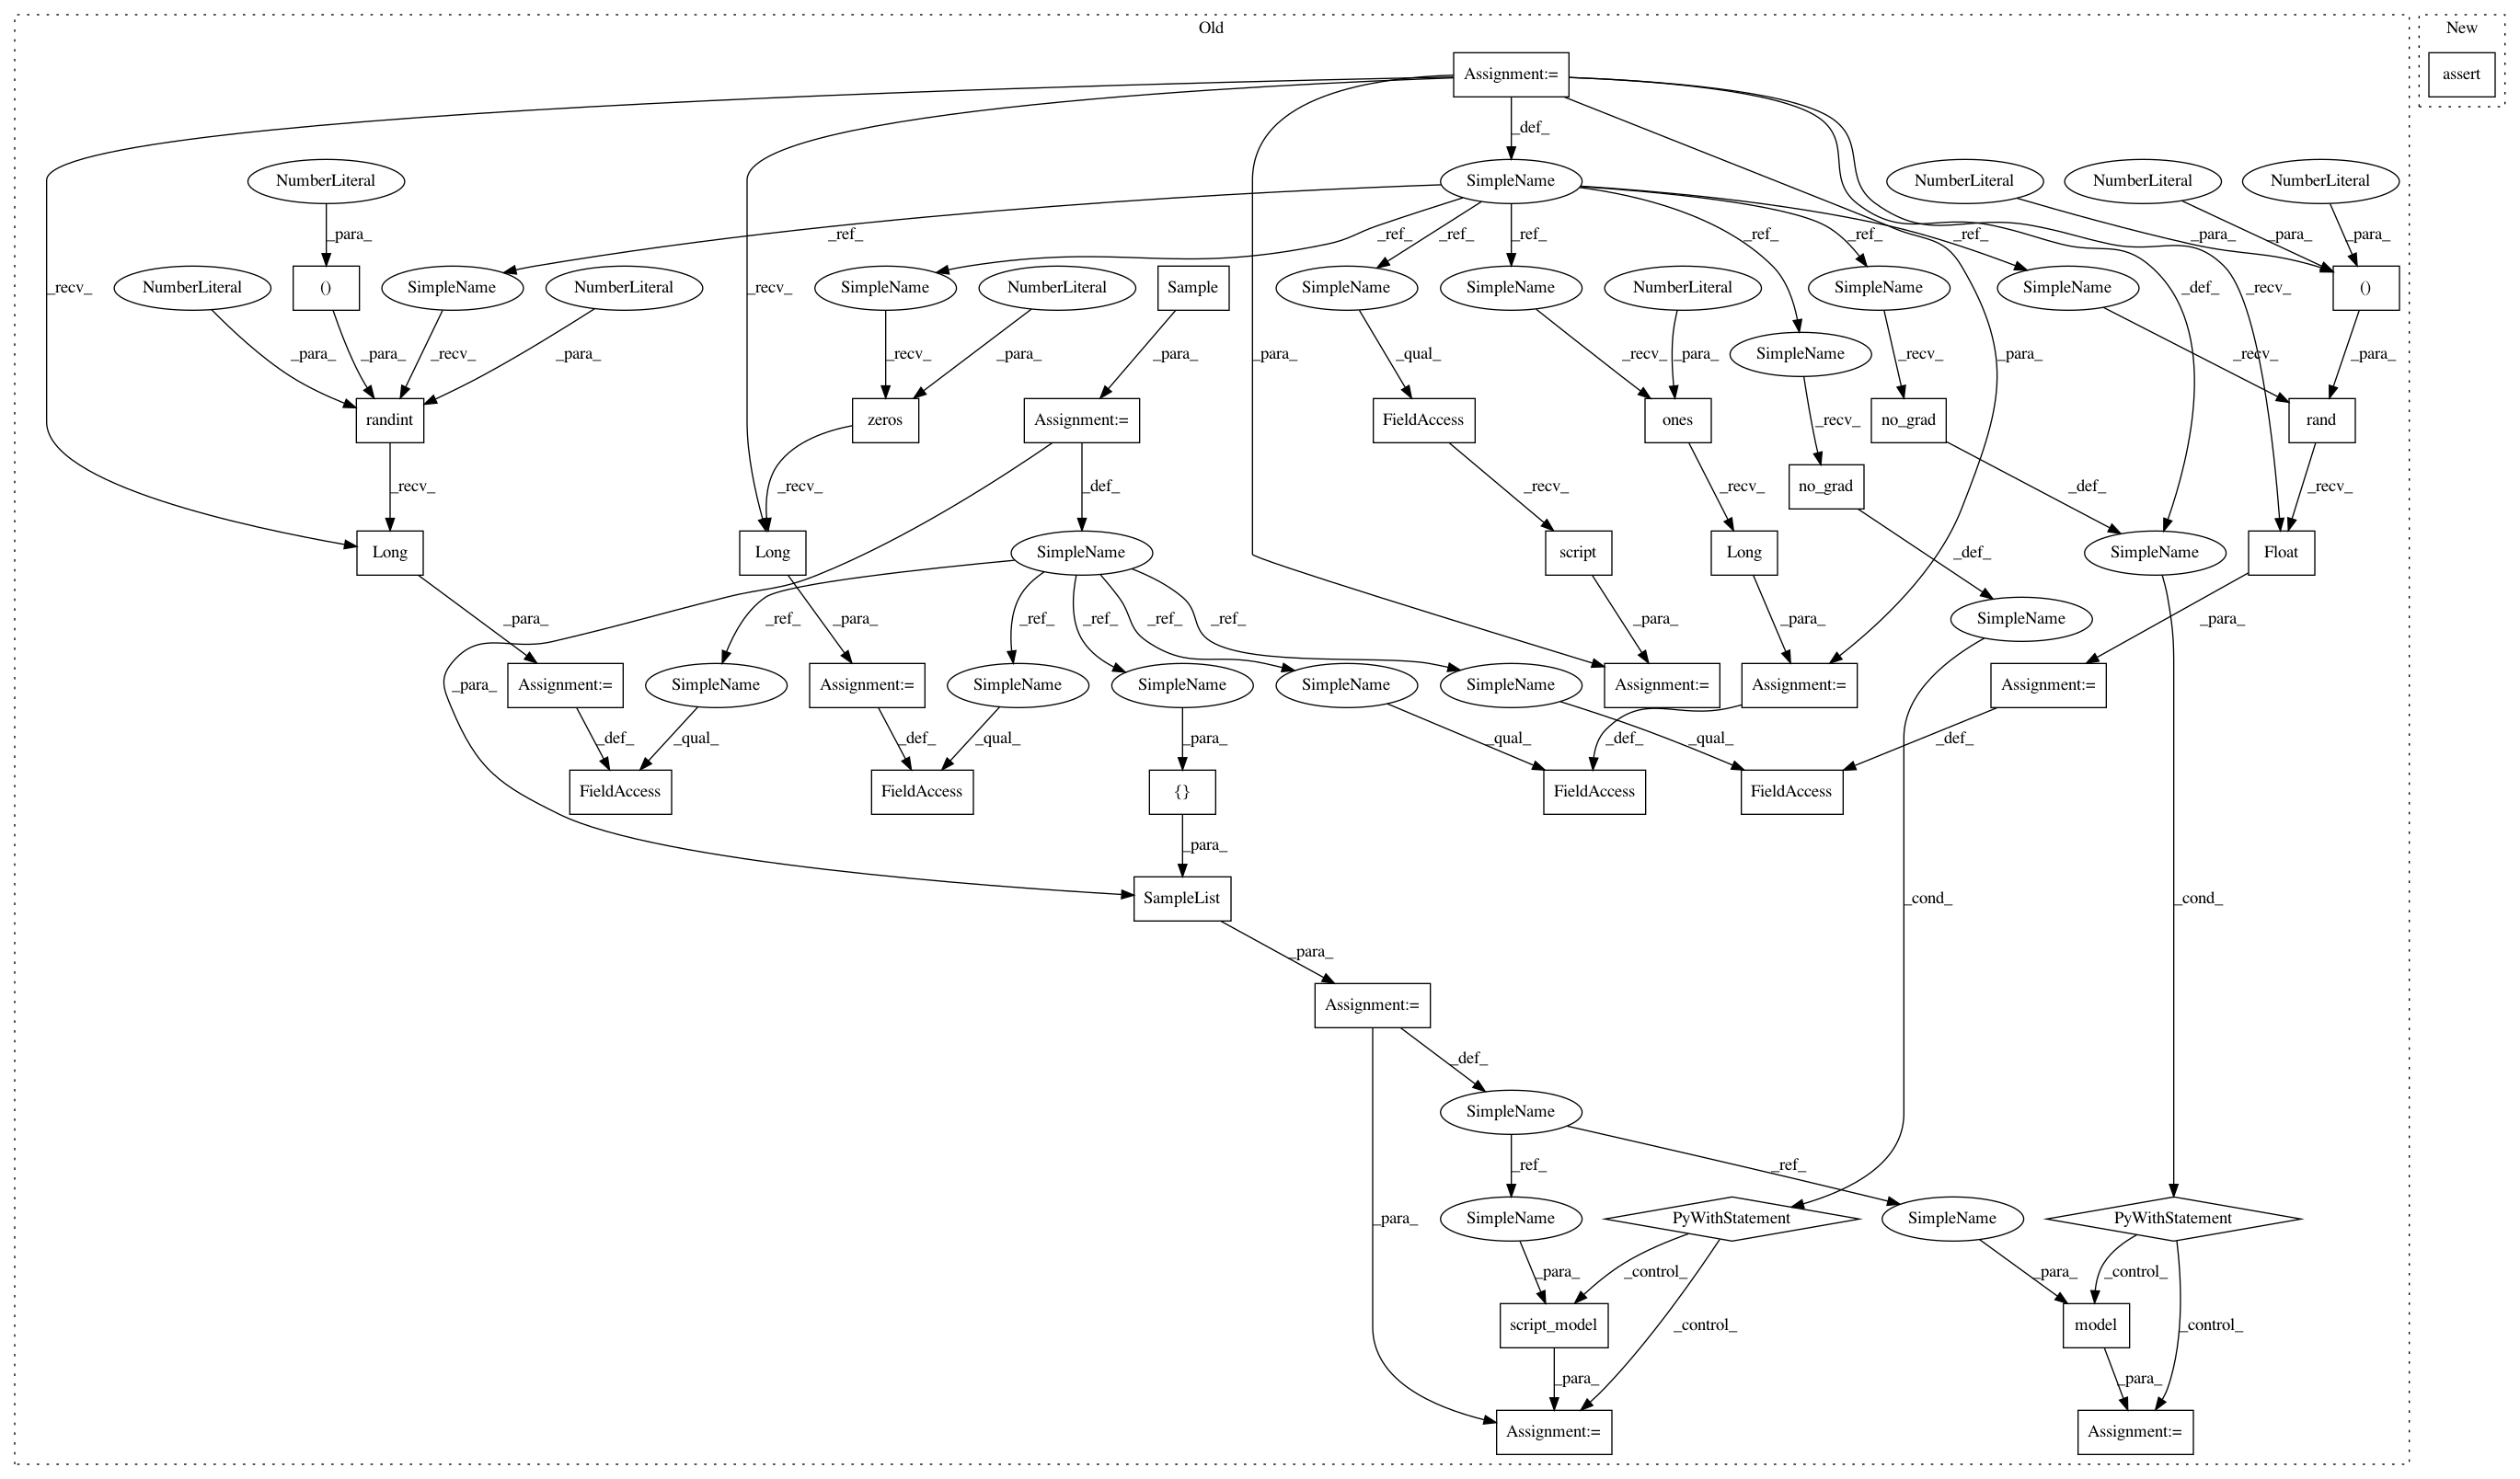 Old
New
Assignment:=
assert
_def_
NumberLiteral
SimpleName
NumberLiteral
NumberLiteral
NumberLiteral
_para_
_ref_
_ref_
_ref_
_ref_
_ref_
_ref_
_ref_
_para_
_para_
_para_
_recv_
NumberLiteral
()
SimpleName
NumberLiteral
_recv_
SimpleName
NumberLiteral
Sample
SimpleName
SimpleName
NumberLiteral
_ref_
SimpleName
SimpleName
_def_
_recv_
()
_para_
_para_
_recv_
_para_
_recv_
_para_
_para_
_para_
_qual_
_recv_
_para_
SimpleName
_recv_
_para_
_recv_
_para_
randint
zeros
Assignment:=
FieldAccess
ones
_recv_
no_grad
rand
_recv_
_recv_
_def_
_recv_
_recv_
no_grad
_def_
_recv_
Long
Long
SimpleName
script
Long
_def_
SimpleName
Float
_para_
_ref_
_para_
_ref_
_ref_
_ref_
_ref_
_para_
_para_
SimpleName
_para_
_para_
Assignment:=
SimpleName
Assignment:=
SimpleName
SimpleName
SimpleName
SimpleName
Assignment:=
Assignment:=
Assignment:=
_def_
_qual_
_def_
_qual_
_para_
_qual_
_def_
_qual_
_def_
FieldAccess
FieldAccess
{}
FieldAccess
FieldAccess
_para_
SampleList
_cond_
_cond_
_para_
Assignment:=
_def_
SimpleName
_ref_
_ref_
_para_
SimpleName
PyWithStatement
SimpleName
PyWithStatement
_para_
_control_
_para_
_control_
script_model
_control_
model
_control_
_para_
_para_
Assignment:=
Assignment:=